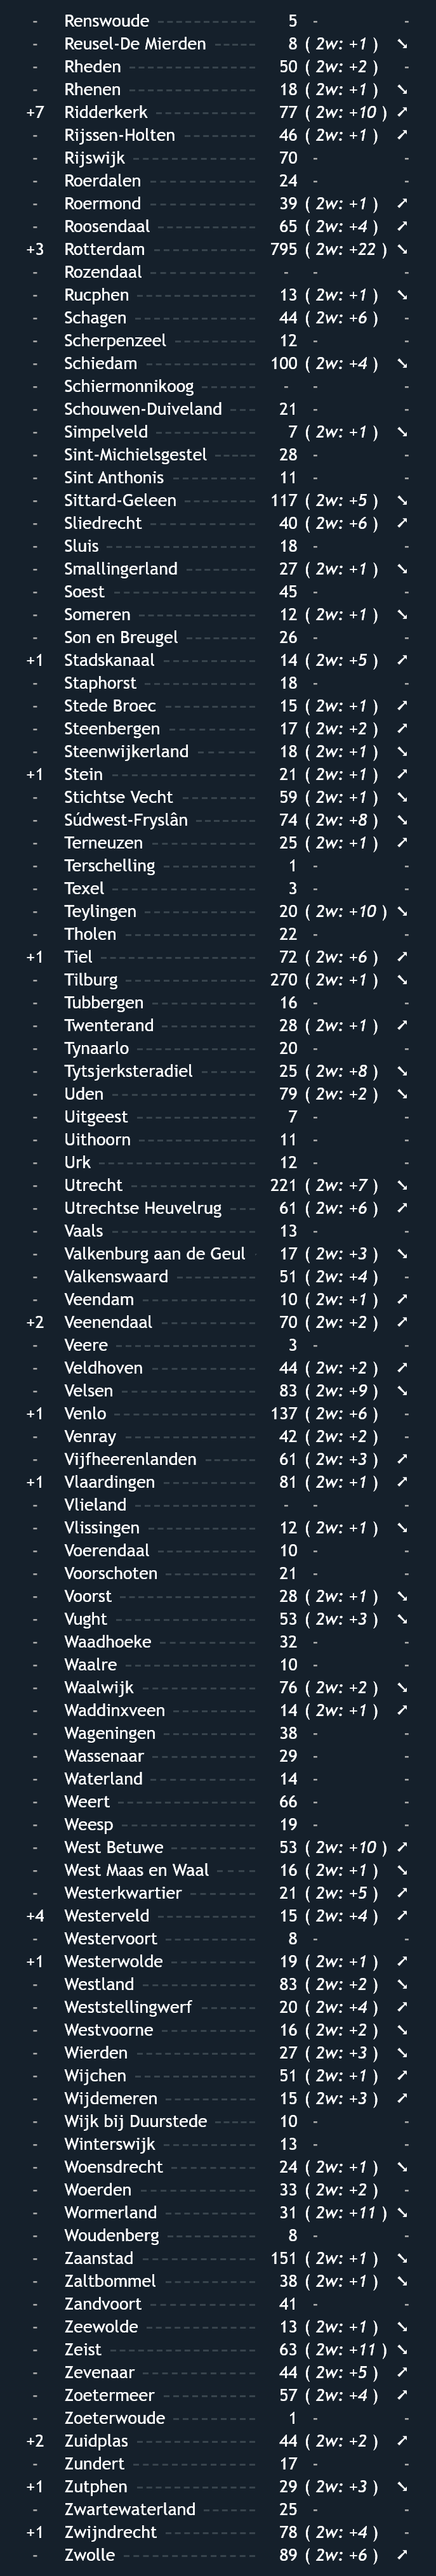 - Renswoude 5 - -
- Reusel-De Mierden 8 ( 2w: +1 ) ↘
- Rheden 50 ( 2w: +2 ) -
- Rhenen 18 ( 2w: +1 ) ↘
+7 Ridderkerk 77 ( 2w: +10 ) ↗
- Rijssen-Holten 46 ( 2w: +1 ) ↗
- Rijswijk 70 - -
- Roerdalen 24 - -
- Roermond 39 ( 2w: +1 ) ↗
- Roosendaal 65 ( 2w: +4 ) ↗
+3 Rotterdam 795 ( 2w: +22 ) ↘
- Rozendaal - - -
- Rucphen 13 ( 2w: +1 ) ↘
- Schagen 44 ( 2w: +6 ) -
- Scherpenzeel 12 - -
- Schiedam 100 ( 2w: +4 ) ↘
- Schiermonnikoog - - -
- Schouwen-Duiveland 21 - -
- Simpelveld 7 ( 2w: +1 ) ↘
- Sint-Michielsgestel 28 - -
- Sint Anthonis 11 - -
- Sittard-Geleen 117 ( 2w: +5 ) ↘
- Sliedrecht 40 ( 2w: +6 ) ↗
- Sluis 18 - -
- Smallingerland 27 ( 2w: +1 ) ↘
- Soest 45 - -
- Someren 12 ( 2w: +1 ) ↘
- Son en Breugel 26 - -
+1 Stadskanaal 14 ( 2w: +5 ) ↗
- Staphorst 18 - -
- Stede Broec 15 ( 2w: +1 ) ↗
- Steenbergen 17 ( 2w: +2 ) ↗
- Steenwijkerland 18 ( 2w: +1 ) ↘
+1 Stein 21 ( 2w: +1 ) ↗
- Stichtse Vecht 59 ( 2w: +1 ) ↘
- Súdwest-Fryslân 74 ( 2w: +8 ) ↘
- Terneuzen 25 ( 2w: +1 ) ↗
- Terschelling 1 - -
- Texel 3 - -
- Teylingen 20 ( 2w: +10 ) ↘
- Tholen 22 - -
+1 Tiel 72 ( 2w: +6 ) ↗
- Tilburg 270 ( 2w: +1 ) ↘
- Tubbergen 16 - -
- Twenterand 28 ( 2w: +1 ) ↗
- Tynaarlo 20 - -
- Tytsjerksteradiel 25 ( 2w: +8 ) ↘
- Uden 79 ( 2w: +2 ) ↘
- Uitgeest 7 - -
- Uithoorn 11 - -
- Urk 12 - -
- Utrecht 221 ( 2w: +7 ) ↘
- Utrechtse Heuvelrug 61 ( 2w: +6 ) ↗
- Vaals 13 - -
- Valkenburg aan de Geul 17 ( 2w: +3 ) ↘
- Valkenswaard 51 ( 2w: +4 ) -
- Veendam 10 ( 2w: +1 ) ↗
+2 Veenendaal 70 ( 2w: +2 ) ↗
- Veere 3 - -
- Veldhoven 44 ( 2w: +2 ) ↗
- Velsen 83 ( 2w: +9 ) ↘
+1 Venlo 137 ( 2w: +6 ) -
- Venray 42 ( 2w: +2 ) -
- Vijfheerenlanden 61 ( 2w: +3 ) ↗
+1 Vlaardingen 81 ( 2w: +1 ) ↗
- Vlieland - - -
- Vlissingen 12 ( 2w: +1 ) ↘
- Voerendaal 10 - -
- Voorschoten 21 - -
- Voorst 28 ( 2w: +1 ) ↘
- Vught 53 ( 2w: +3 ) ↘
- Waadhoeke 32 - -
- Waalre 10 - -
- Waalwijk 76 ( 2w: +2 ) ↘
- Waddinxveen 14 ( 2w: +1 ) ↗
- Wageningen 38 - -
- Wassenaar 29 - -
- Waterland 14 - -
- Weert 66 - -
- Weesp 19 - -
- West Betuwe 53 ( 2w: +10 ) ↗
- West Maas en Waal 16 ( 2w: +1 ) ↘
- Westerkwartier 21 ( 2w: +5 ) ↗
+4 Westerveld 15 ( 2w: +4 ) ↗
- Westervoort 8 - -
+1 Westerwolde 19 ( 2w: +1 ) ↗
- Westland 83 ( 2w: +2 ) ↘
- Weststellingwerf 20 ( 2w: +4 ) ↗
- Westvoorne 16 ( 2w: +2 ) ↘
- Wierden 27 ( 2w: +3 ) ↘
- Wijchen 51 ( 2w: +1 ) ↗
- Wijdemeren 15 ( 2w: +3 ) ↗
- Wijk bij Duurstede 10 - -
- Winterswijk 13 - -
- Woensdrecht 24 ( 2w: +1 ) ↘
- Woerden 33 ( 2w: +2 ) -
- Wormerland 31 ( 2w: +11 ) ↘
- Woudenberg 8 - -
- Zaanstad 151 ( 2w: +1 ) ↘
- Zaltbommel 38 ( 2w: +1 ) ↘
- Zandvoort 41 - -
- Zeewolde 13 ( 2w: +1 ) ↘
- Zeist 63 ( 2w: +11 ) ↘
- Zevenaar 44 ( 2w: +5 ) ↗
- Zoetermeer 57 ( 2w: +4 ) ↗
- Zoeterwoude 1 - -
+2 Zuidplas 44 ( 2w: +2 ) ↗
- Zundert 17 - -
+1 Zutphen 29 ( 2w: +3 ) ↘
- Zwartewaterland 25 - -
+1 Zwijndrecht 78 ( 2w: +4 ) -
- Zwolle 89 ( 2w: +6 ) ↗